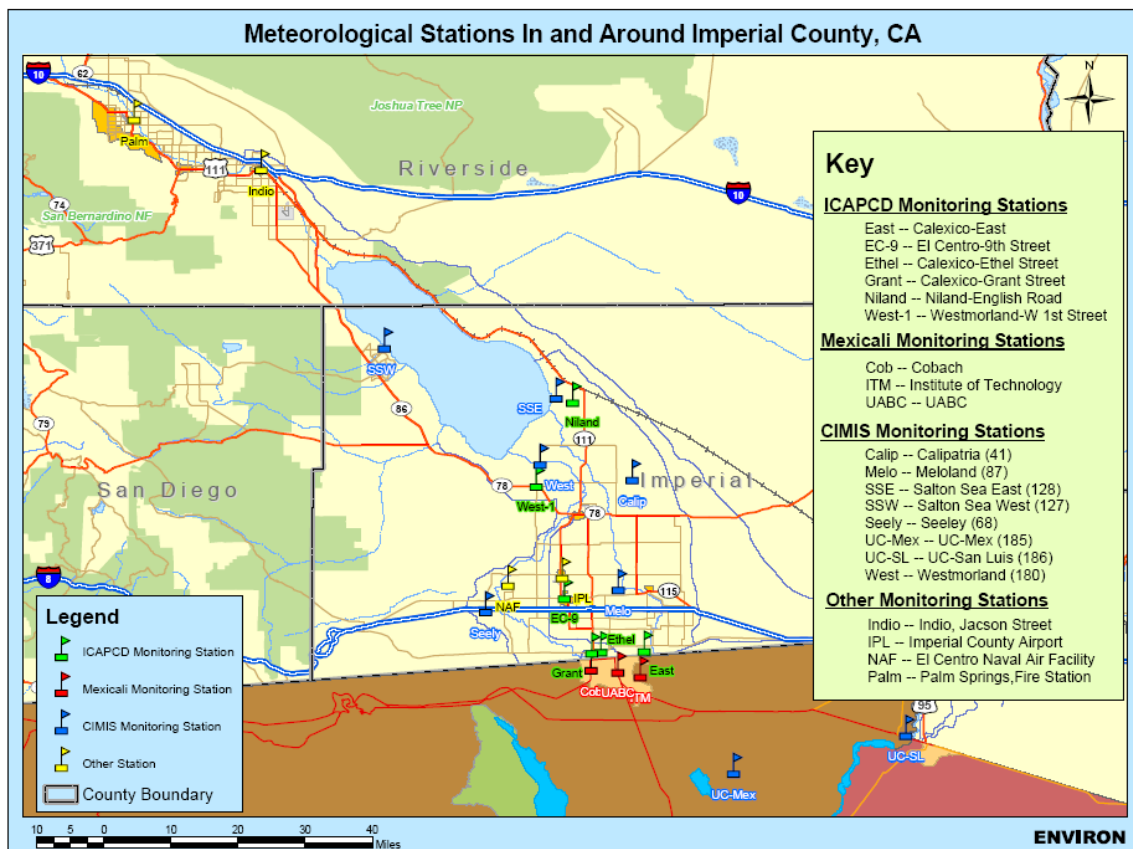 Meteorological Stations In and Around Imperial County, CA
10
62
N
Joshua Tree NP
Palm
111
Riverside
Indio
10
74
San Bernardino NF
371
SSW
SSE
Niland
86
111
79
San Diego
Imperial
78
West
Calip
West-1
78
8
NAF
IPL
115
Seely
EC-9
Melo
Ethel
Grant
East
Cob
UABC
ITM
95
UC-SL
UC-Mex
Key
ICAPCD Monitoring Stations
East -- Calexico-East
EC-9 -- El Centro-9th Street
Ethel -- Calexico-Ethel Street
Grant -- Calexico-Grant Street
Niland -- Niland-English Road
West-1 -- Westmorland-W 1st Street
Mexicali Monitoring Stations
Cob -- Cobach
ITM -- Institute of Technology
UABC -- UABC
CIMIS Monitoring Stations
Calip -- Calipatria (41)
Melo -- Meloland (87)
SSE -- Salton Sea East (128)
SSW -- Salton Sea West (127)
Seely -- Seeley (68)
UC-Mex -- UC-Mex (185)
UC-SL -- UC-San Luis (186)
West -- Westmorland (180)
Other Monitoring Stations
Indio -- Indio, Jacson Street
IPL -- Imperial County Airport
NAF -- El Centro Naval Air Facility
Palm -- Palm Springs,Fire Station
Legend
ICAPCD Monitoring Station
Mexicali Monitoring Station
CIMIS Monitoring Station
Other Station
County Boundary
10 5 0 10 20 30 40
Miles
ENVIRON